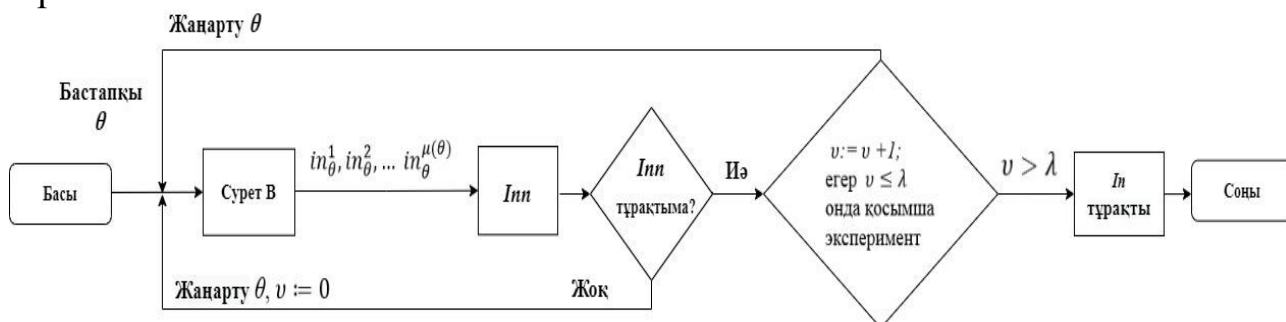 Жаңарту θ
Бастапқы
θ
Басы
Сурет В
in_θ^1, in_θ^2, ... in_θ^{μ(θ)}
Inn
Inn
тұрақтыма?
Иә
υ:= υ +1;
егер υ ≤ λ
онда қосымша
эксперимент
υ > λ
In
тұрақты
Соңы
Жаңарту θ, υ := 0
Жоқ